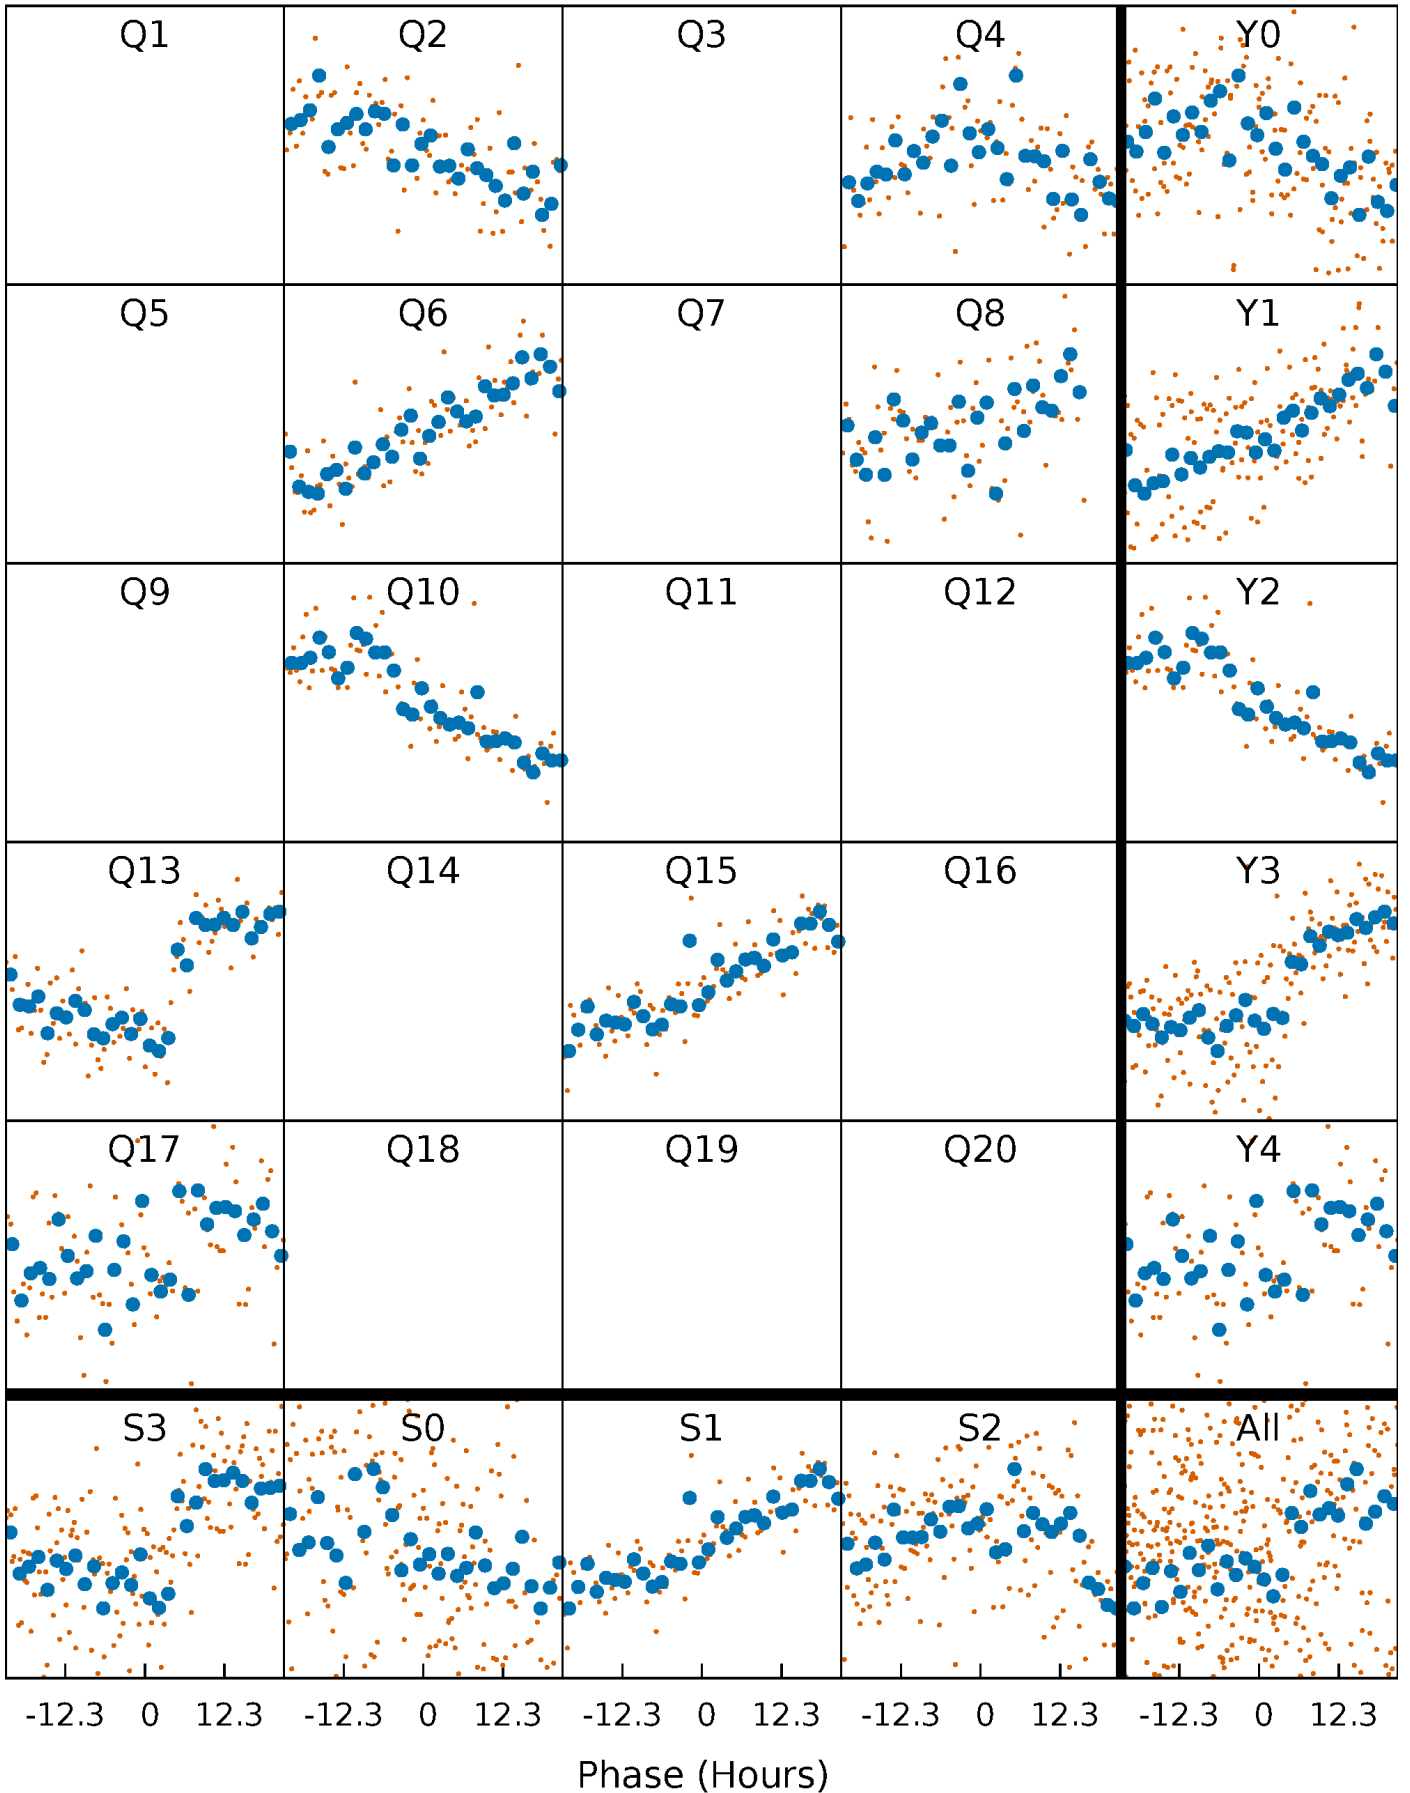 Q1 Q2 Q3 Q4 Y0
Q5 Q6 Q7 Q8 Y1
Q9 Q10 Q11 Q12 Y2
Q13 Q14 Q15 Q16 Y3
Q17 Q18 Q19 Q20 Y4
S3 S0 S1 S2 All
-12.3 0 12.3 -12.3 0 12.3 -12.3 0 12.3 -12.3 0 12.3 -12.3 0 12.3
Phase (Hours)